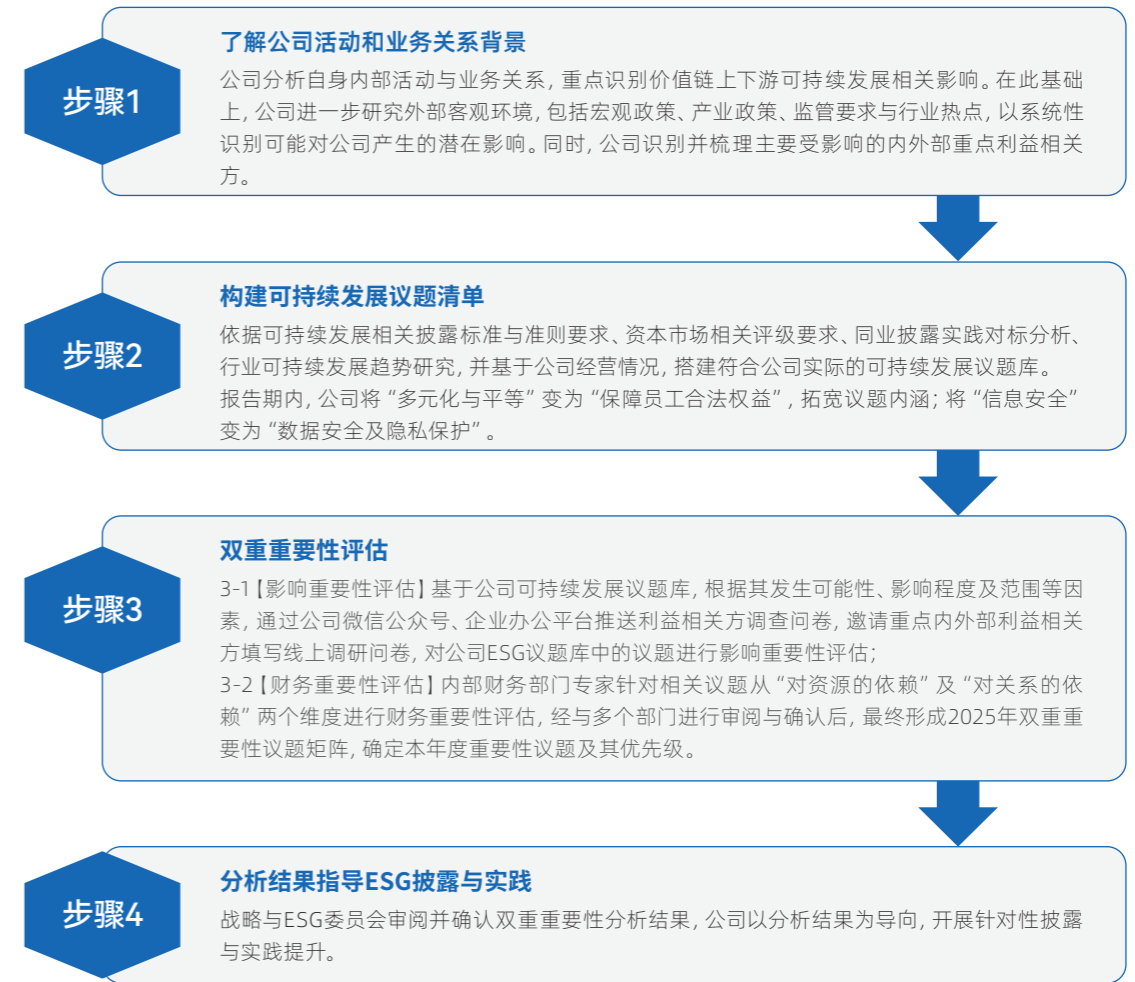 了解公司活动和业务关系背景
步骤1
公司分析自身内部活动与业务关系，重点识别价值链上下游可持续发展相关影响。在此基础
上，公司进一步研究外部客观环境，包括宏观政策、产业政策、监管要求与行业热点，以系统性
识别可能对公司产生的潜在影响。同时，公司识别并梳理主要受影响的内外部重点利益相关
方。
构建可持续发展议题清单
步骤2
依据可持续发展相关披露标准与准则要求、资本市场相关评级要求、同业披露实践对标分析、
行业可持续发展趋势研究，并基于公司经营情况，搭建符合公司实际的可持续发展议题库。
报告期内，公司将“多元化与平等”变为“保障员工合法权益”，拓宽议题内涵；将“信息安全”
变为“数据安全及隐私保护”。
双重重要性评估
步骤3
3-1【影响重要性评估】基于公司可持续发展议题库，根据其发生可能性、影响程度及范围等因
素，通过公司微信公众号、企业办公平台推送利益相关方调查问卷，邀请重点内外部利益相关
方填写线上调研问卷，对公司ESG议题库中的议题进行影响重要性评估；
3-2【财务重要性评估】内部财务部门专家针对相关议题从“对资源的依赖”及“对关系的依
赖”两个维度进行财务重要性评估，经与多个部门进行审阅与确认后，最终形成2025年双重重
要性议题矩阵，确定本年度重要性议题及其优先级。
分析结果指导ESG披露与实践
步骤4
战略与ESG委员会审阅并确认双重重要性分析结果，公司以分析结果为导向，开展针对性披露
与实践提升。